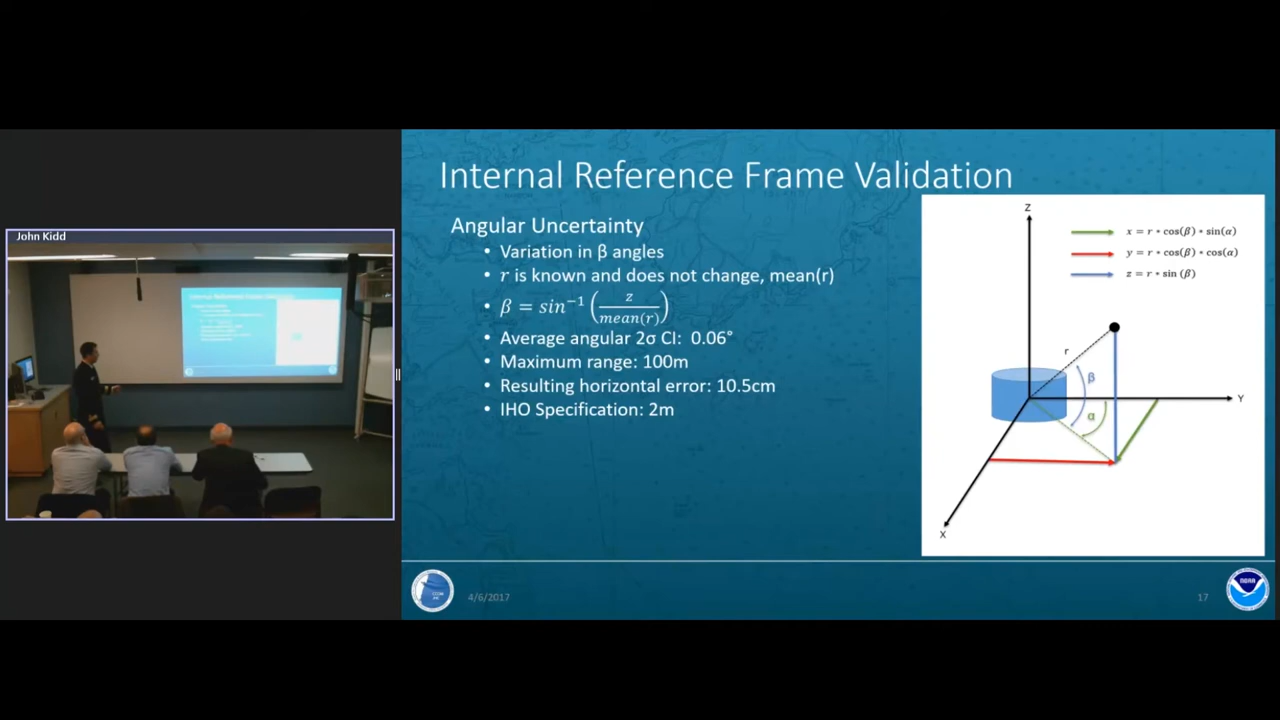 John Kidd
Internal Reference Frame Validation
Angular Uncertainty
• Variation in β angles
• r is known and does not change, mean(r)
• β = sin⁻¹ (z / mean(r))
• Average angular 2σ CI: 0.06°
• Maximum range: 100m
• Resulting horizontal error: 10.5cm
• IHO Specification: 2m
Z
x = r * cos(β) * sin(α)
y = r * cos(β) * cos(α)
z = r * sin (β)
r
β
α
Y
X
4/6/2017
17
NOAA